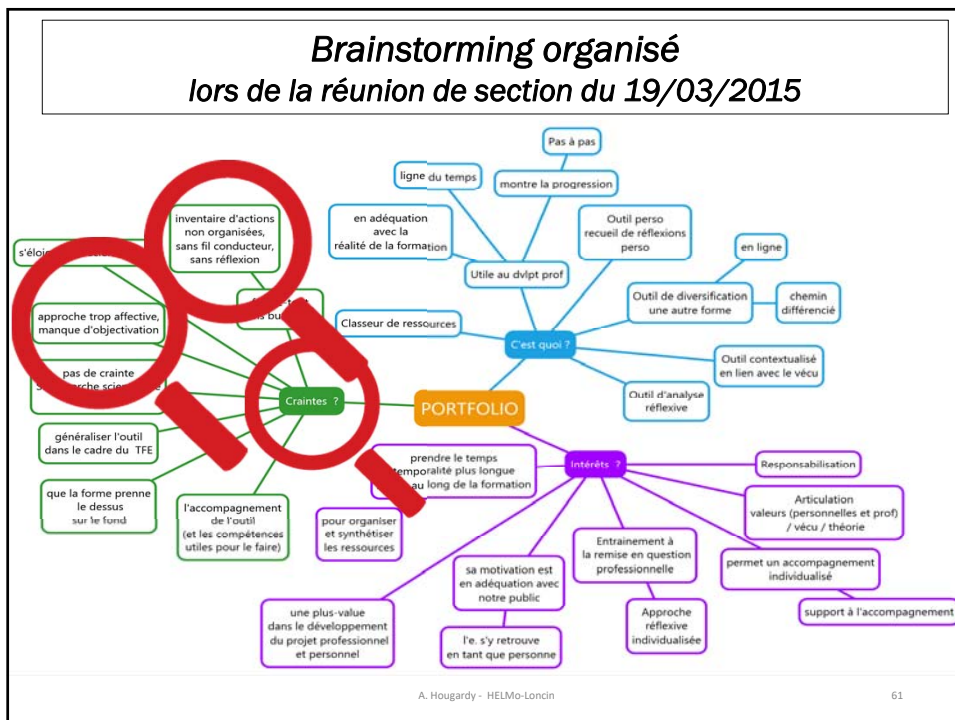 Brainstorming organisé
lors de la réunion de section du 19/03/2015
Pas à pas
ligne du temps
montre la progression
en adéquation
avec la
réalité de la formation
Outil perso
recueil de réflexions
perso
en ligne
Utile au dvlpt prof
Outil de diversification
une autre forme
chemin
différencié
Classeur de ressources
C'est quoi ?
Outil contextualisé
en lien avec le vécu
Outil d'analyse
réflexive
inventaire d'actions
non organisées,
sans fil conducteur,
sans réflexion
approche trop affective,
manque d'objectivation
pas de crainte
Craintes ?
PORTFOLIO
généraliser l'outil
dans le cadre du TFE
que la forme prenne
le dessus
sur le fond
l'accompagnement
de l'outil
(et les compétences
utiles pour le faire)
prendre le temps
plus longue
au long de la formation
Intérêts ?
Responsabilisation
pour organiser
et synthétiser
les ressources
Articulation
valeurs (personnelles et prof)
/ vécu / théorie
Entrainement à
la remise en question
professionnelle
permet un accompagnement
individualisé
sa motivation est
en adéquation avec
notre public
une plus-value
dans le développement
du projet professionnel
et personnel
l'e. s'y retrouve
en tant que personne
Approche
réflexive
individualisée
support à l'accompagnement
A. Hougardy - HELMo-Loncin
61